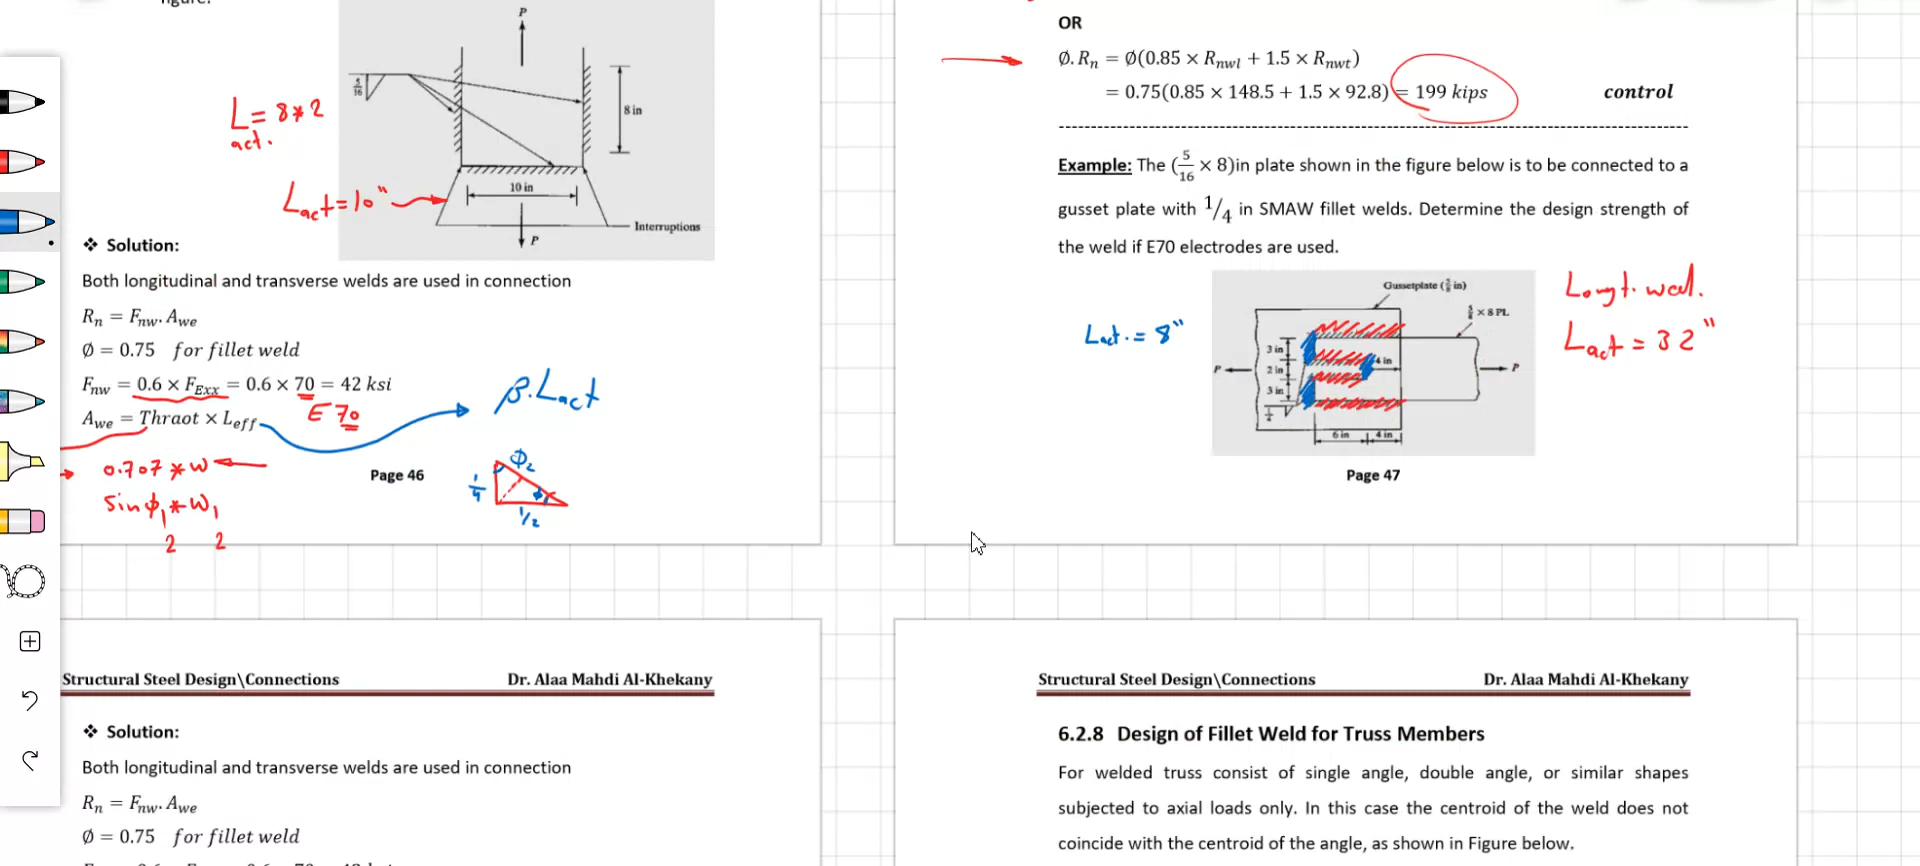 figure.
P
5/16
8 in
L = 8*2
act.
10 in
Lact = 10"
Interruptions
P
❖ Solution:
Both longitudinal and transverse welds are used in connection
Rn = Fnw. Awe
Ø = 0.75 for fillet weld
Fnw = 0.6 × FExx = 0.6 × 70 = 42 ksi
E 70
Awe = Thraot × Leff
β. Lact
0.707 * w
sin ϕ1 * w1
2 2
ϕ2
1/4
1/2
Page 46
OR
Ø. Rn = Ø(0.85 × Rnwl + 1.5 × Rnwt)
= 0.75(0.85 × 148.5 + 1.5 × 92.8) = 199 kips control
Example: The (5/16 × 8)in plate shown in the figure below is to be connected to a
gusset plate with 1/4 in SMAW fillet welds. Determine the design strength of
the weld if E70 electrodes are used.
Gussetplate (3/8 in)
× 8 PL
Lact. = 8"
3 in
2 in
3 in
4 in
P
P
6 in
4 in
Lact = 32"
Page 47
Structural Steel Design\Connections Dr. Alaa Mahdi Al-Khekany
❖ Solution:
Both longitudinal and transverse welds are used in connection
Rn = Fnw. Awe
Ø = 0.75 for fillet weld
Structural Steel Design\Connections Dr. Alaa Mahdi Al-Khekany
6.2.8 Design of Fillet Weld for Truss Members
For welded truss consist of single angle, double angle, or similar shapes
subjected to axial loads only. In this case the centroid of the weld does not
coincide with the centroid of the angle, as shown in Figure below.